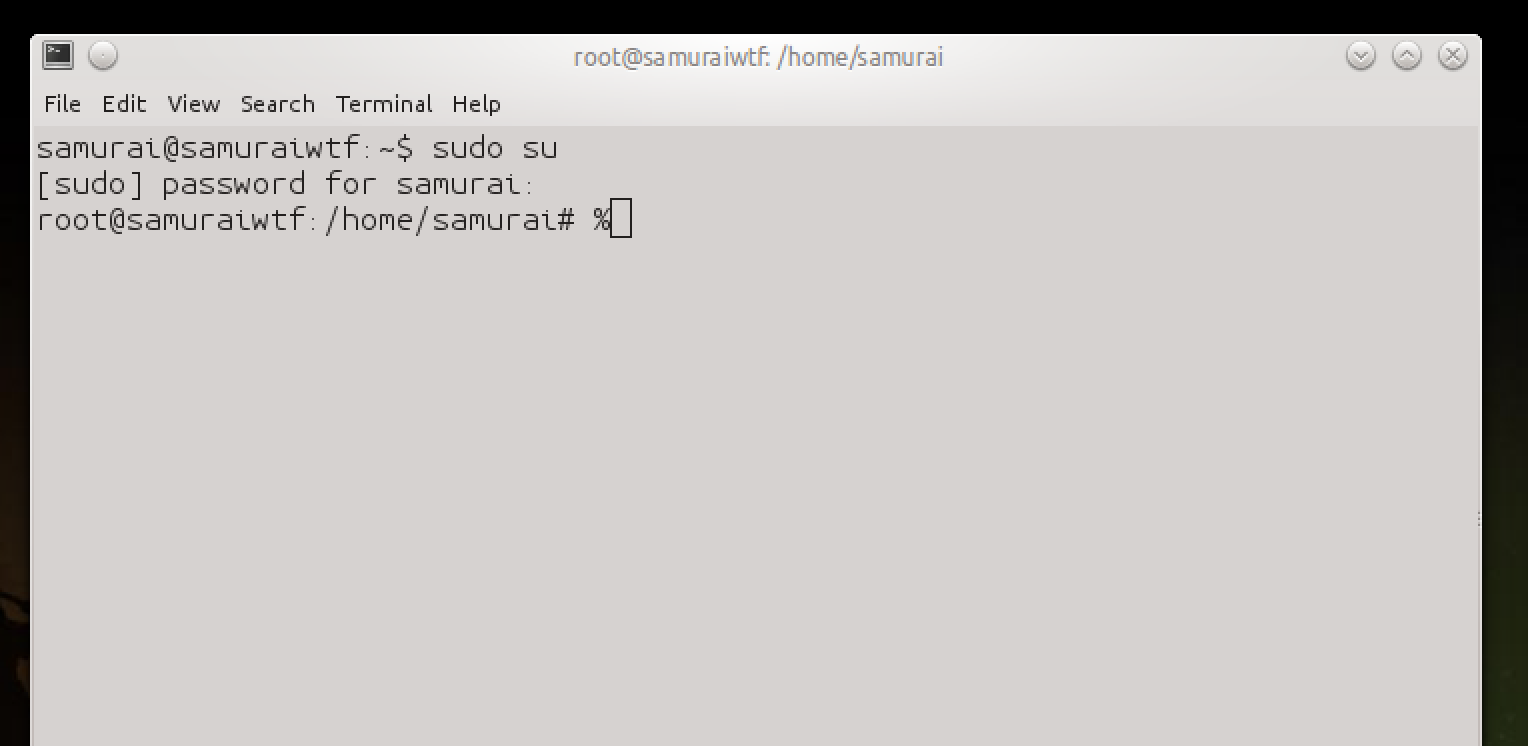 root@samuraiwtf: /home/samurai
File Edit View Search Terminal Help
samurai@samuraiwtf:~$ sudo su
[sudo] password for samurai:
root@samuraiwtf:/home/samurai# %